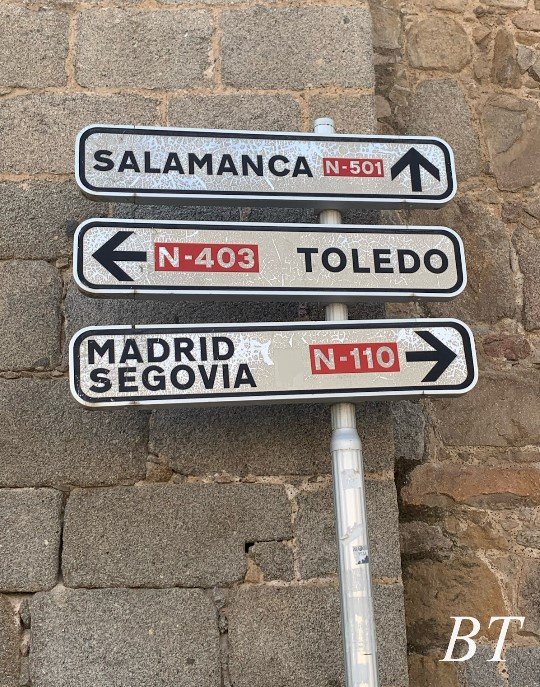 SALAMANCA N-501
N-403 TOLEDO
MADRID
SEGOVIA N-110
BT